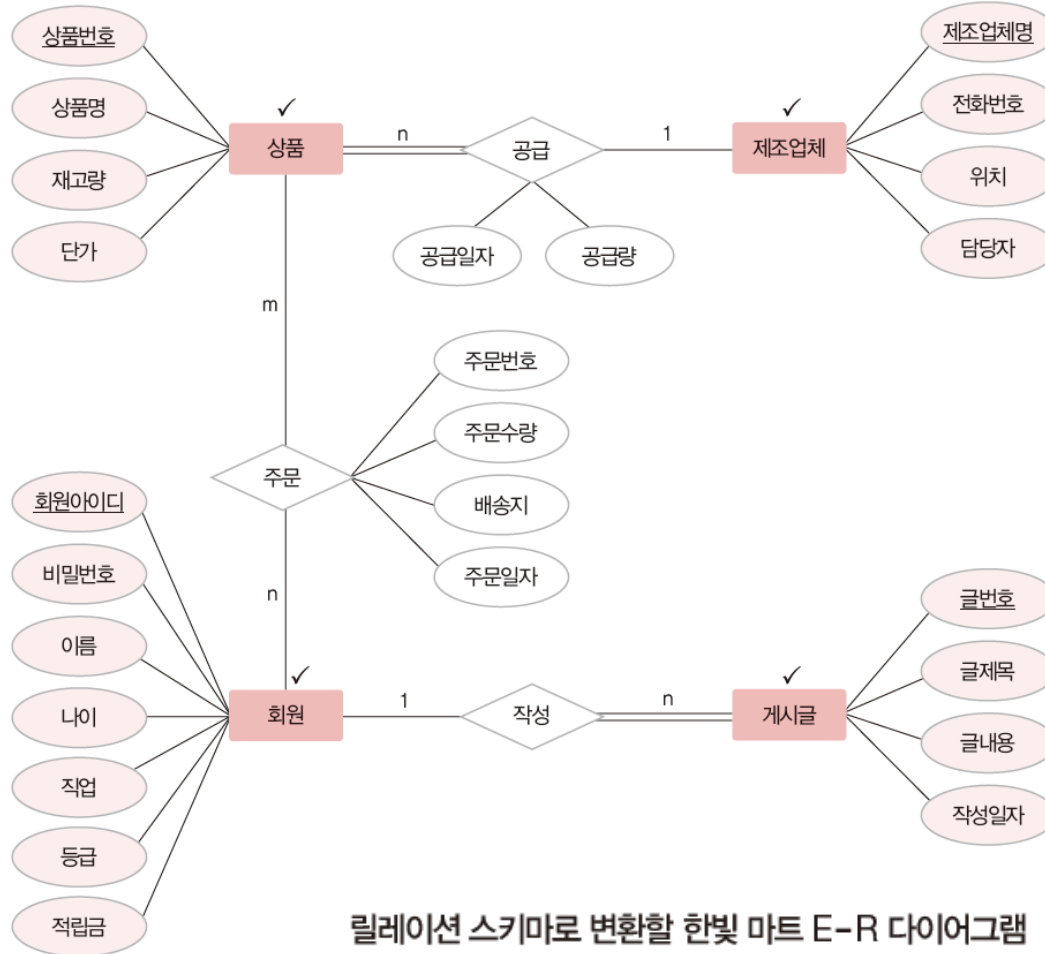 상품번호
상품명
재고량
단가
✓
상품
n
공급
1
공급일자
공급량
✓
제조업체
제조업체명
전화번호
위치
담당자
m
주문
주문번호
주문수량
배송지
주문일자
n
회원아이디
비밀번호
이름
나이
직업
등급
적립금
✓
회원
1
작성
n
✓
게시글
글번호
글제목
글내용
작성일자
릴레이션 스키마로 변환할 한빛 마트 E-R 다이어그램